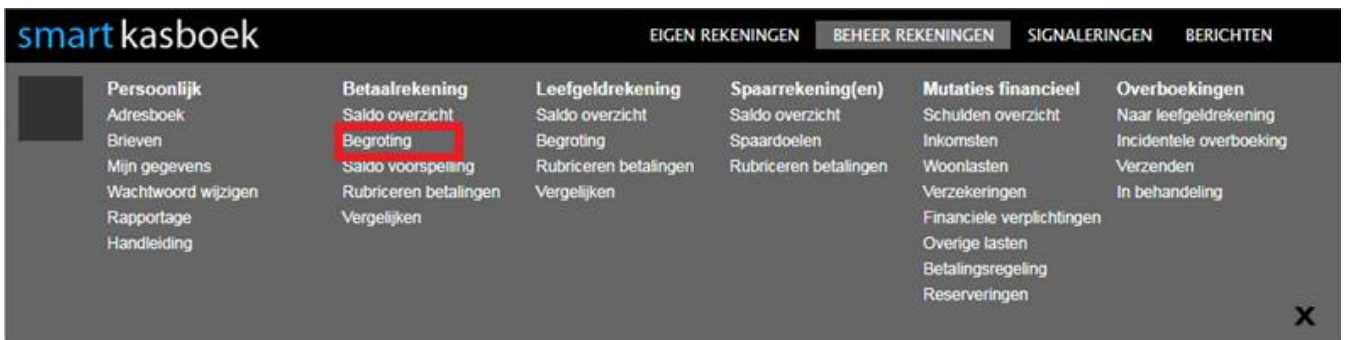 smart kasboek
EIGEN REKENINGEN BEHEER REKENINGEN SIGNALERINGEN BERICHTEN
Persoonlijk
Adresboek
Brieven
Mijn gegevens
Wachtwoord wijzigen
Rapportage
Handleiding
Betaalrekening
Saldo overzicht
Begroting
Saldo voorspelling
Rubriceren betalingen
Vergelijken
Leefgeldrekening
Saldo overzicht
Begroting
Rubriceren betalingen
Vergelijken
Spaarrekening(en)
Saldo overzicht
Spaardoelen
Rubriceren betalingen
Mutaties financieel
Schulden overzicht
Inkomsten
Woonlasten
Verzekeringen
Financiele verplichtingen
Overige lasten
Betalingsregeling
Reserveringen
Overboekingen
Naar leefgeldrekening
Incidentele overboeking
Verzenden
In behandeling
X